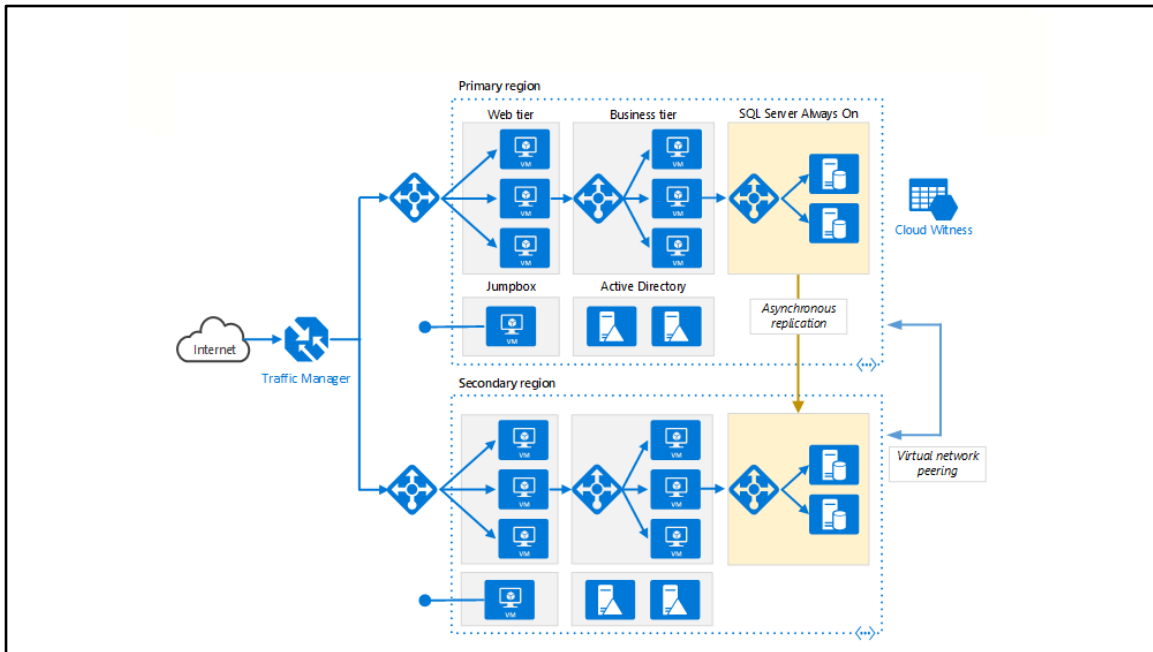 Primary region
Web tier
Business tier
SQL Server Always On
VM
VM
VM
VM
VM
VM
Cloud Witness
Jumpbox
Active Directory
VM
Asynchronous
replication
Internet
Traffic Manager
Secondary region
VM
VM
VM
VM
VM
VM
Virtual network
peering
VM